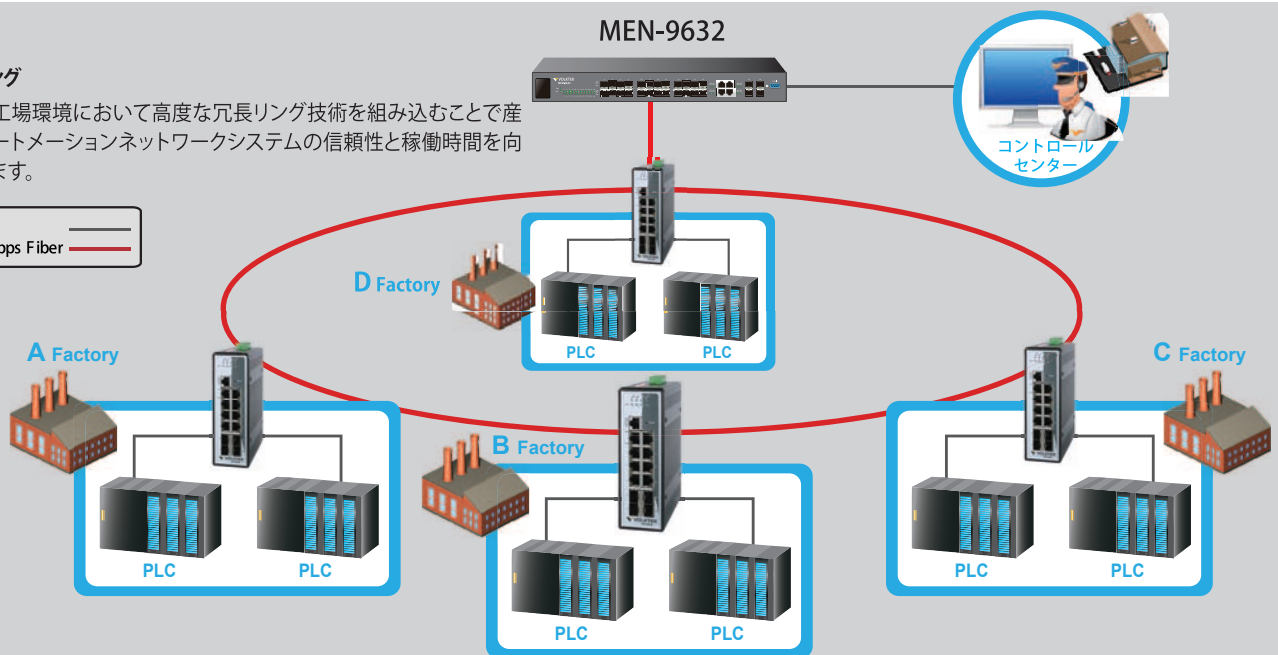 MEN-9632
VOLKTEK
コントロール
センター
ング
工場環境において高度な冗長リング技術を組み込むことで産
ートメーションネットワークシステムの信頼性と稼働時間を向
ます。
ops Fiber
D Factory
PLC
PLC
A Factory
C Factory
B Factory
VOLKTEK
PLC
PLC
PLC
PLC
PLC
PLC